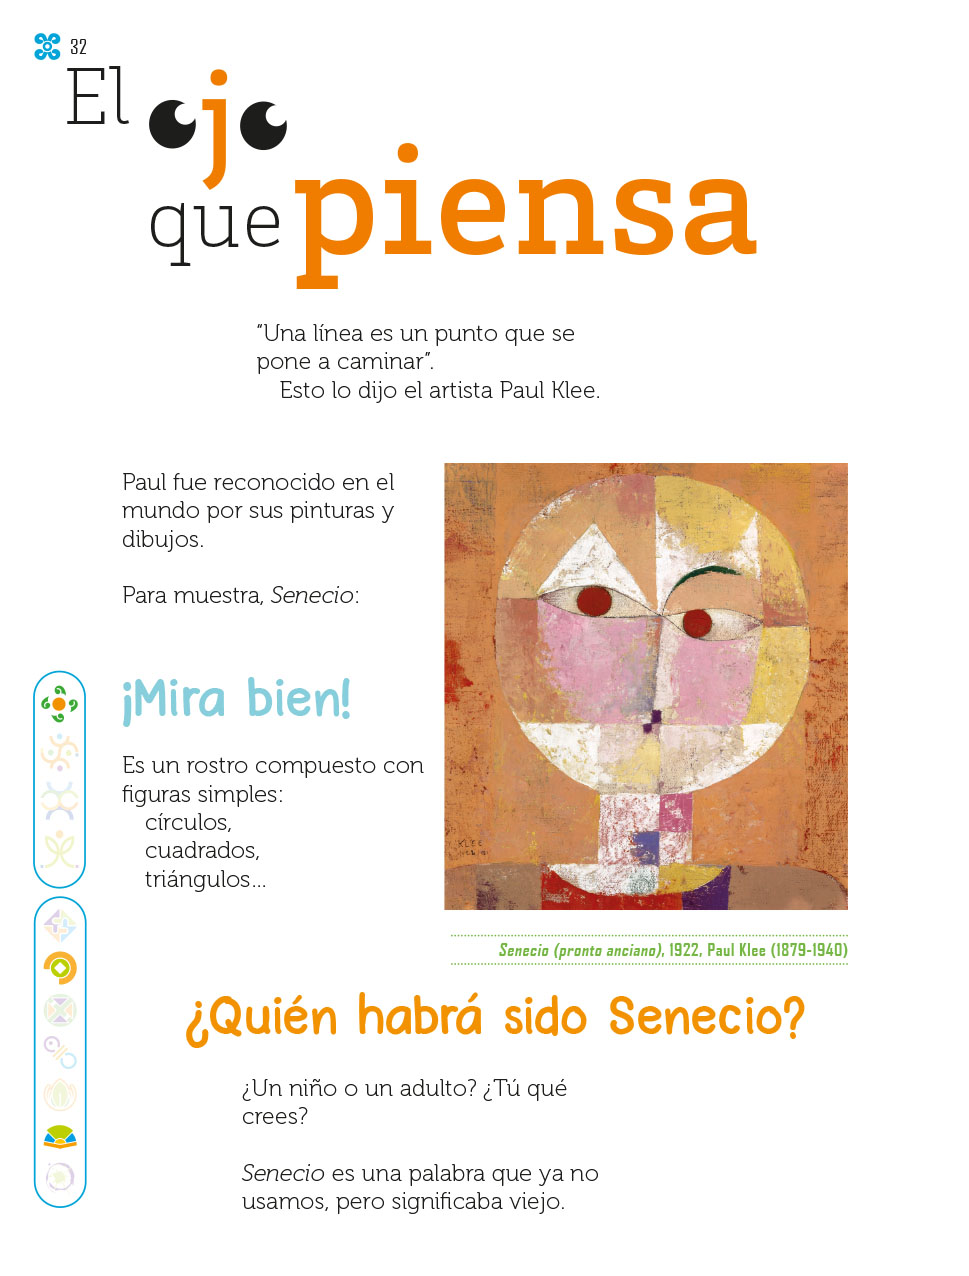 32
El ojo
que piensa
“Una línea es un punto que se
pone a caminar”.
Esto lo dijo el artista Paul Klee.
Paul fue reconocido en el
mundo por sus pinturas y
dibujos.
Para muestra, Senecio:
¡Mira bien!
Es un rostro compuesto con
figuras simples:
círculos,
cuadrados,
triángulos...
KLEE
Senecio (pronto anciano), 1922, Paul Klee (1879-1940)
¿Quién habrá sido Senecio?
¿Un niño o un adulto? ¿Tú qué
crees?
Senecio es una palabra que ya no
usamos, pero significaba viejo.